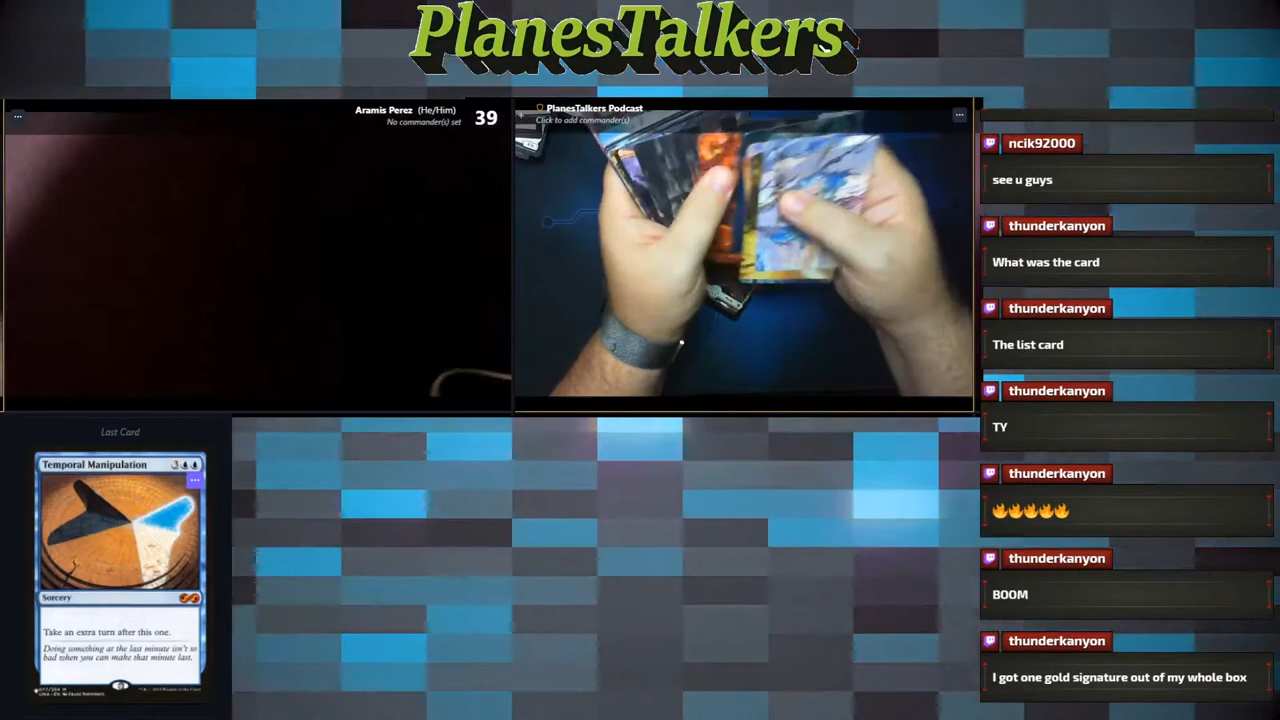 PlanesTalkers
Aramis Perez (He/Him)
No commander(s) set
39
PlanesTalkers Podcast
Click to add commander(s)
ncik92000
see u guys
thunderkanyon
What was the card
thunderkanyon
The list card
thunderkanyon
TY
thunderkanyon
🔥🔥🔥🔥🔥
thunderkanyon
BOOM
thunderkanyon
I got one gold signature out of my whole box
Last Card
Temporal Manipulation
3
Sorcery
Take an extra turn after this one.
Doing something at the last minute isn't so
bad when you can make that minute last.